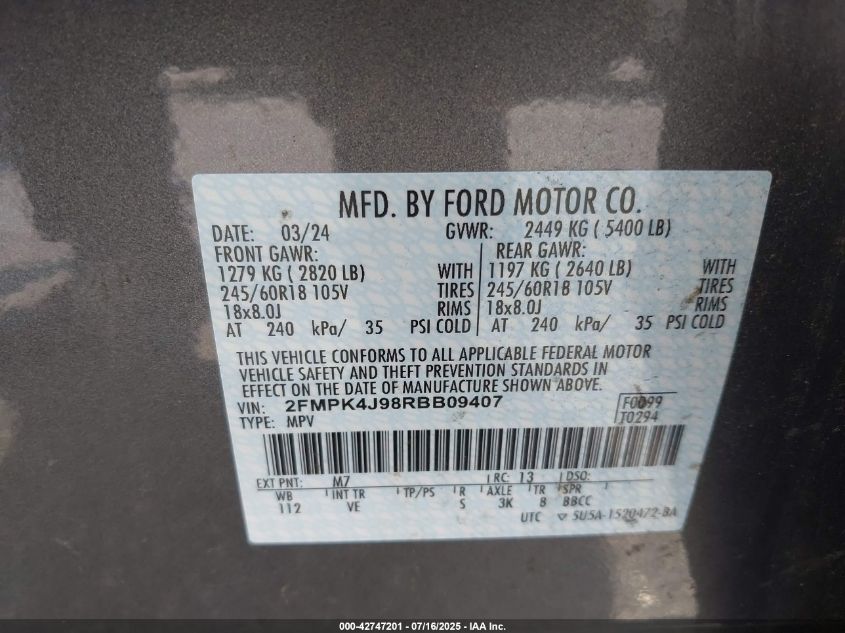 MFD. BY FORD MOTOR CO.
DATE: 03/24 GVWR: 2449 KG ( 5400 LB)
FRONT GAWR: REAR GAWR:
1279 KG ( 2820 LB) WITH 1197 KG ( 2640 LB) WITH
245/60R18 105V TIRES 245/60R18 105V TIRES
18x8.0J RIMS 18x8.0J RIMS
AT 240 kPa/ 35 PSI COLD AT 240 kPa/ 35 PSI COLD
THIS VEHICLE CONFORMS TO ALL APPLICABLE FEDERAL MOTOR
VEHICLE SAFETY AND THEFT PREVENTION STANDARDS IN
EFFECT ON THE DATE OF MANUFACTURE SHOWN ABOVE.
VIN: 2FMPK4J98RBB09407 F0099
TYPE: MPV T0294
EXT PNT: M7 RC: 13 DSO:
WB INT TR TP/PS R AXLE TR SPR
112 VE S 3K 8 BBCC
UTC ▽ 5U5A-1520472-BA
000-42747201 - 07/16/2025 - IAA Inc.